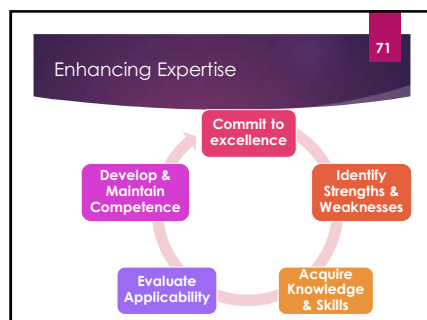 71
Enhancing Expertise
Commit to
excellence
Identify
Strengths &
Weaknesses
Acquire
Knowledge
& Skills
Evaluate
Applicability
Develop &
Maintain
Competence